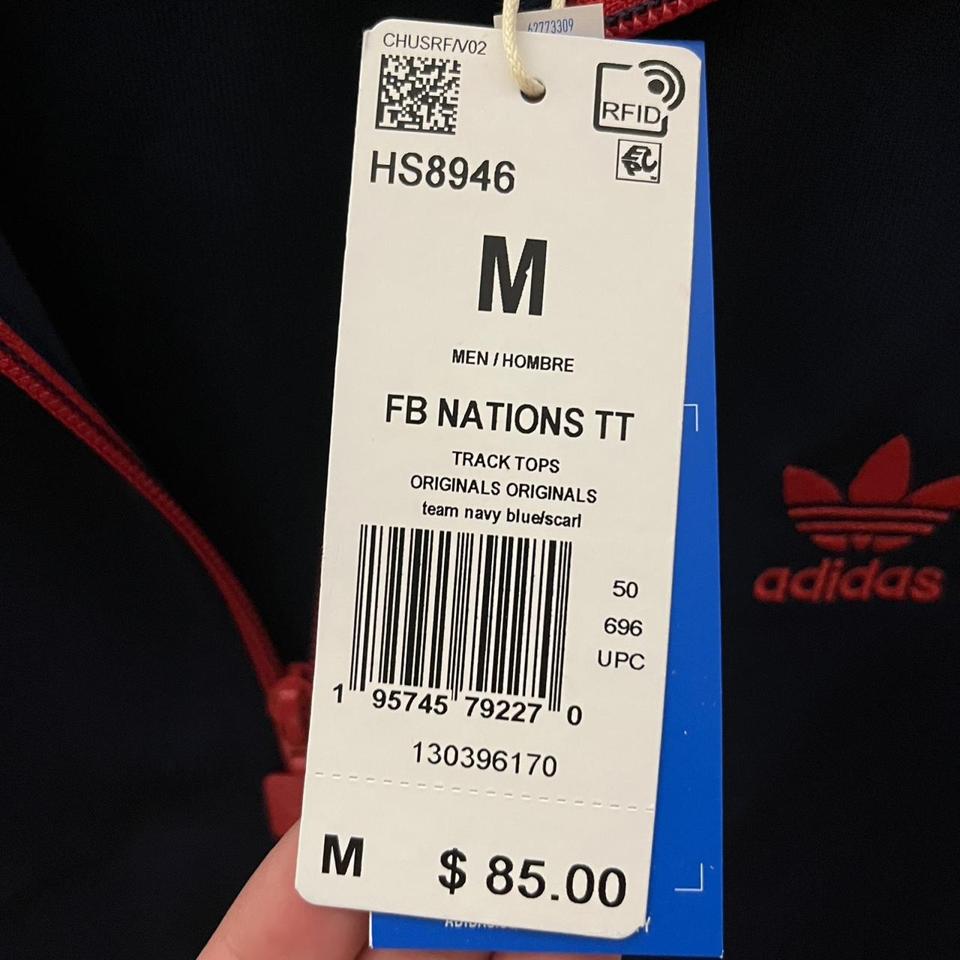 62773309
CHUSRF/V02
RFID
HS8946
M
MEN / HOMBRE
FB NATIONS TT
TRACK TOPS
ORIGINALS ORIGINALS
team navy blue/scarl
50
696
UPC
1 95745 79227 0
130396170
M $ 85.00
adidas